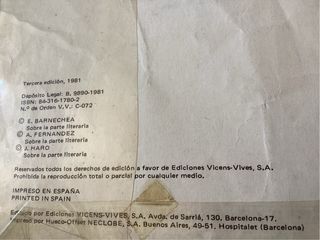 Tercera edición, 1981
Depósito Legal: B. 9890-1981
ISBN: 84-316-1780-2
N.º de Orden V.V.: C-072
© E. BARNECHEA
Sobre la parte literaria
© A. FERNANDEZ
Sobre la parte literaria
© J. HARO
Sobre la parte literaria
Reservados todos los derechos de edición a favor de Ediciones Vicens-Vives, S.A.
Prohibida la reproducción total o parcial por cualquier medio.
IMPRESO EN ESPAÑA
PRINTED IN SPAIN
Editado por Ediciones VICENS-VIVES, S.A. Avda. de Sarriá, 130, Barcelona-17.
Impreso por Hueco-Offset NECLOBE, S.A. Buenos Aires, 49-51, Hospitalet (Barcelona)